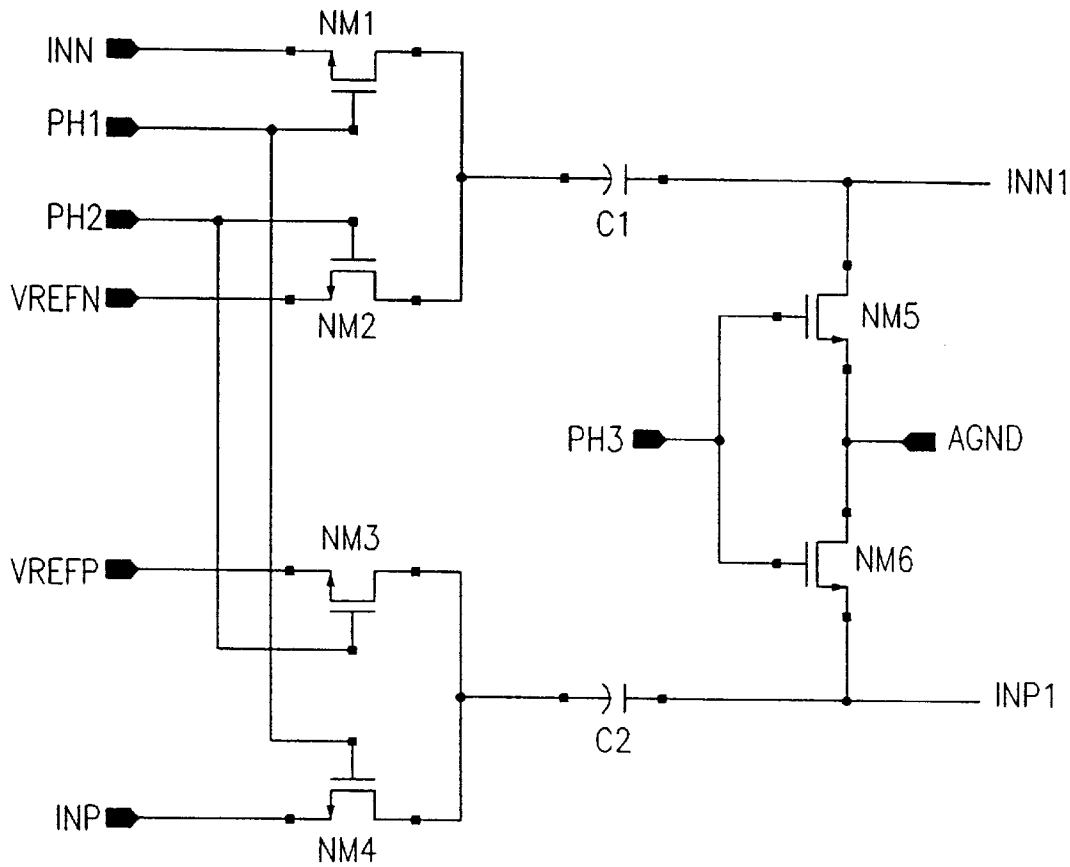 NM1
INN
PH1
PH2
C1
INN1
VREFN
NM2
NM5
PH3
AGND
NM3
VREFP
NM6
C2
INP1
INP
NM4